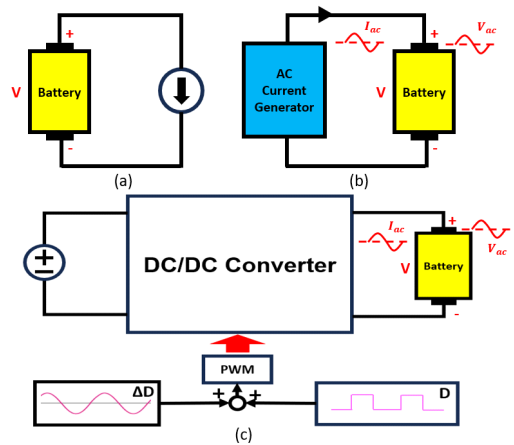 +
V
Battery
-
(a)
AC
Current
Generator
I_ac
V_ac
+
V
Battery
-
(b)
DC/DC Converter
+
I_ac
+
V_ac
V
Battery
-
PWM
ΔD
+
+
D
(c)